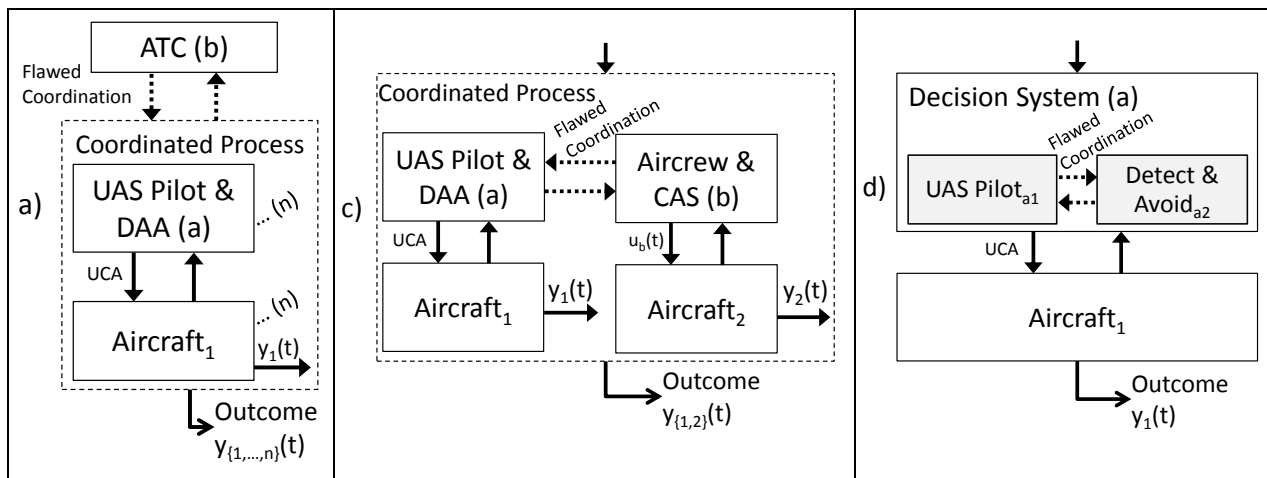 a)
ATC (b)
Flawed
Coordination
Coordinated Process
UAS Pilot &
DAA (a)
... (n)
UCA
... (n)
Aircraft₁
y₁(t)
Outcome
y{1,...,n}(t)
c)
Coordinated Process
Flawed
Coordination
UAS Pilot &
DAA (a)
Aircrew &
CAS (b)
UCA
u_b(t)
Aircraft₁
y₁(t)
Aircraft₂
y₂(t)
Outcome
y{1,2}(t)
d)
Decision System (a)
Flawed
Coordination
UAS Pilotₐ₁
Detect &
Avoidₐ₂
UCA
Aircraft₁
Outcome
y₁(t)